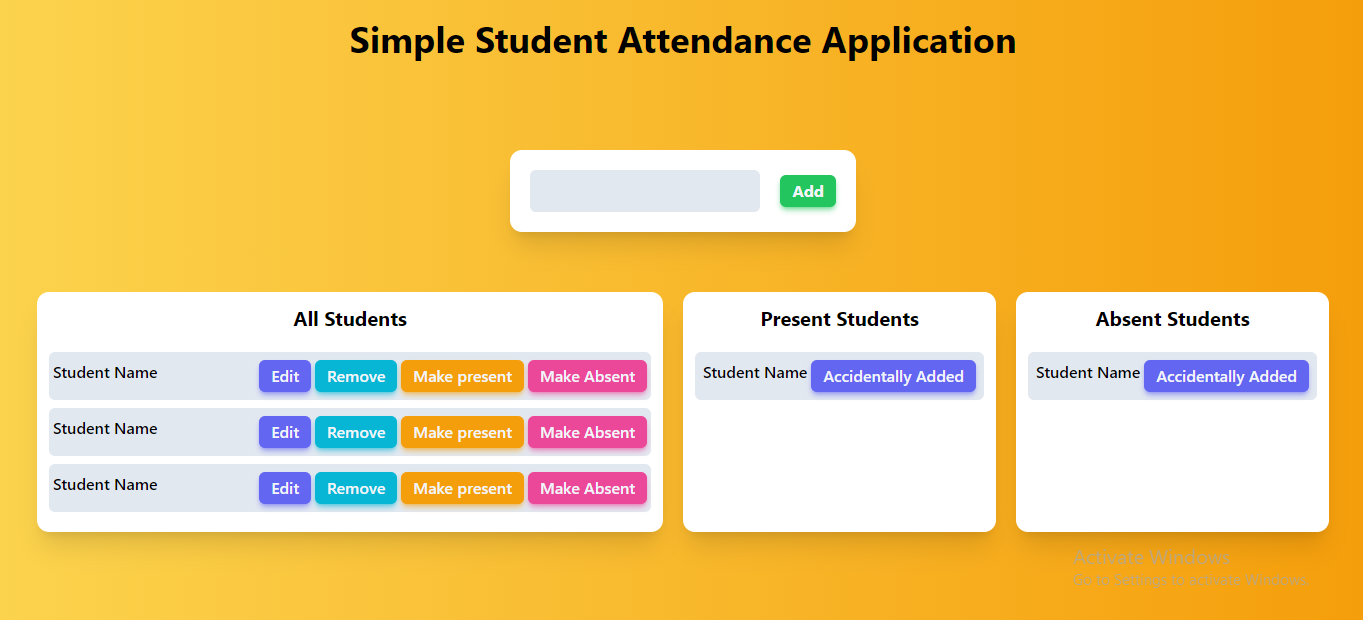 Simple Student Attendance Application
Add
All Students
Student Name Edit Remove Make present Make Absent
Student Name Edit Remove Make present Make Absent
Student Name Edit Remove Make present Make Absent
Present Students
Student Name Accidentally Added
Absent Students
Student Name Accidentally Added
Activate Windows
Go to Settings to activate Windows.